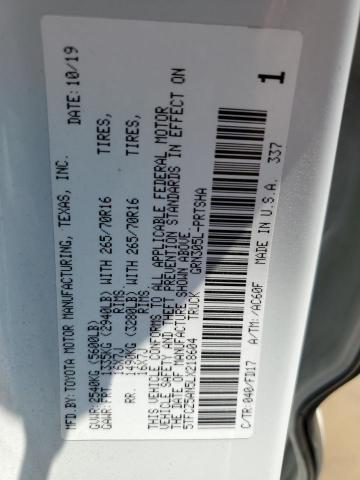 MFD. BY: TOYOTA MOTOR MANUFACTURING, TEXAS, INC. DATE: 10/19
GVWR 2540KG (5600LB)
GAWR: FRT. 1335KG (2940LB) WITH 265/70R16 TIRES,
16X7J RIMS,
RR. 1490KG (3280LB) WITH 265/70R16 TIRES,
16X7J RIMS.
THIS VEHICLE CONFORMS TO ALL APPLICABLE FEDERAL MOTOR
VEHICLE SAFETY AND THEFT PREVENTION STANDARDS IN EFFECT ON
THE DATE OF MANUFACTURE SHOWN ABOVE.
5TFCZ5AN5LX218604 TRUCK GRN305L-PRTSHA
C/TR:040/FD17 A/TM:/AC60F
MADE IN U.S.A. 337
1